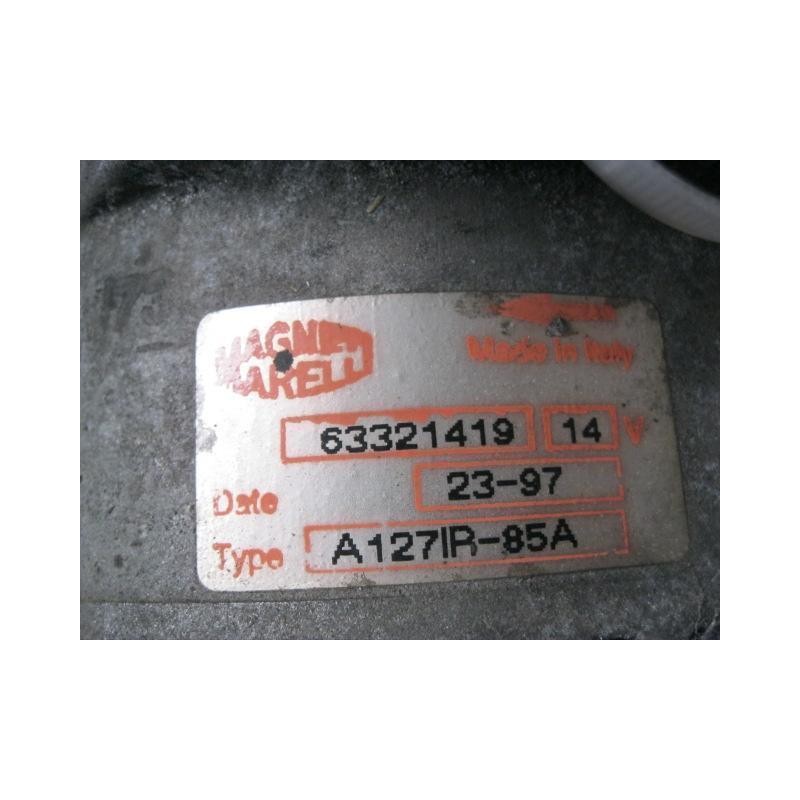 MAGNETI
MARELLI
Made in Italy
63321419 14 V
Date 23-97
Type A127IR-85A